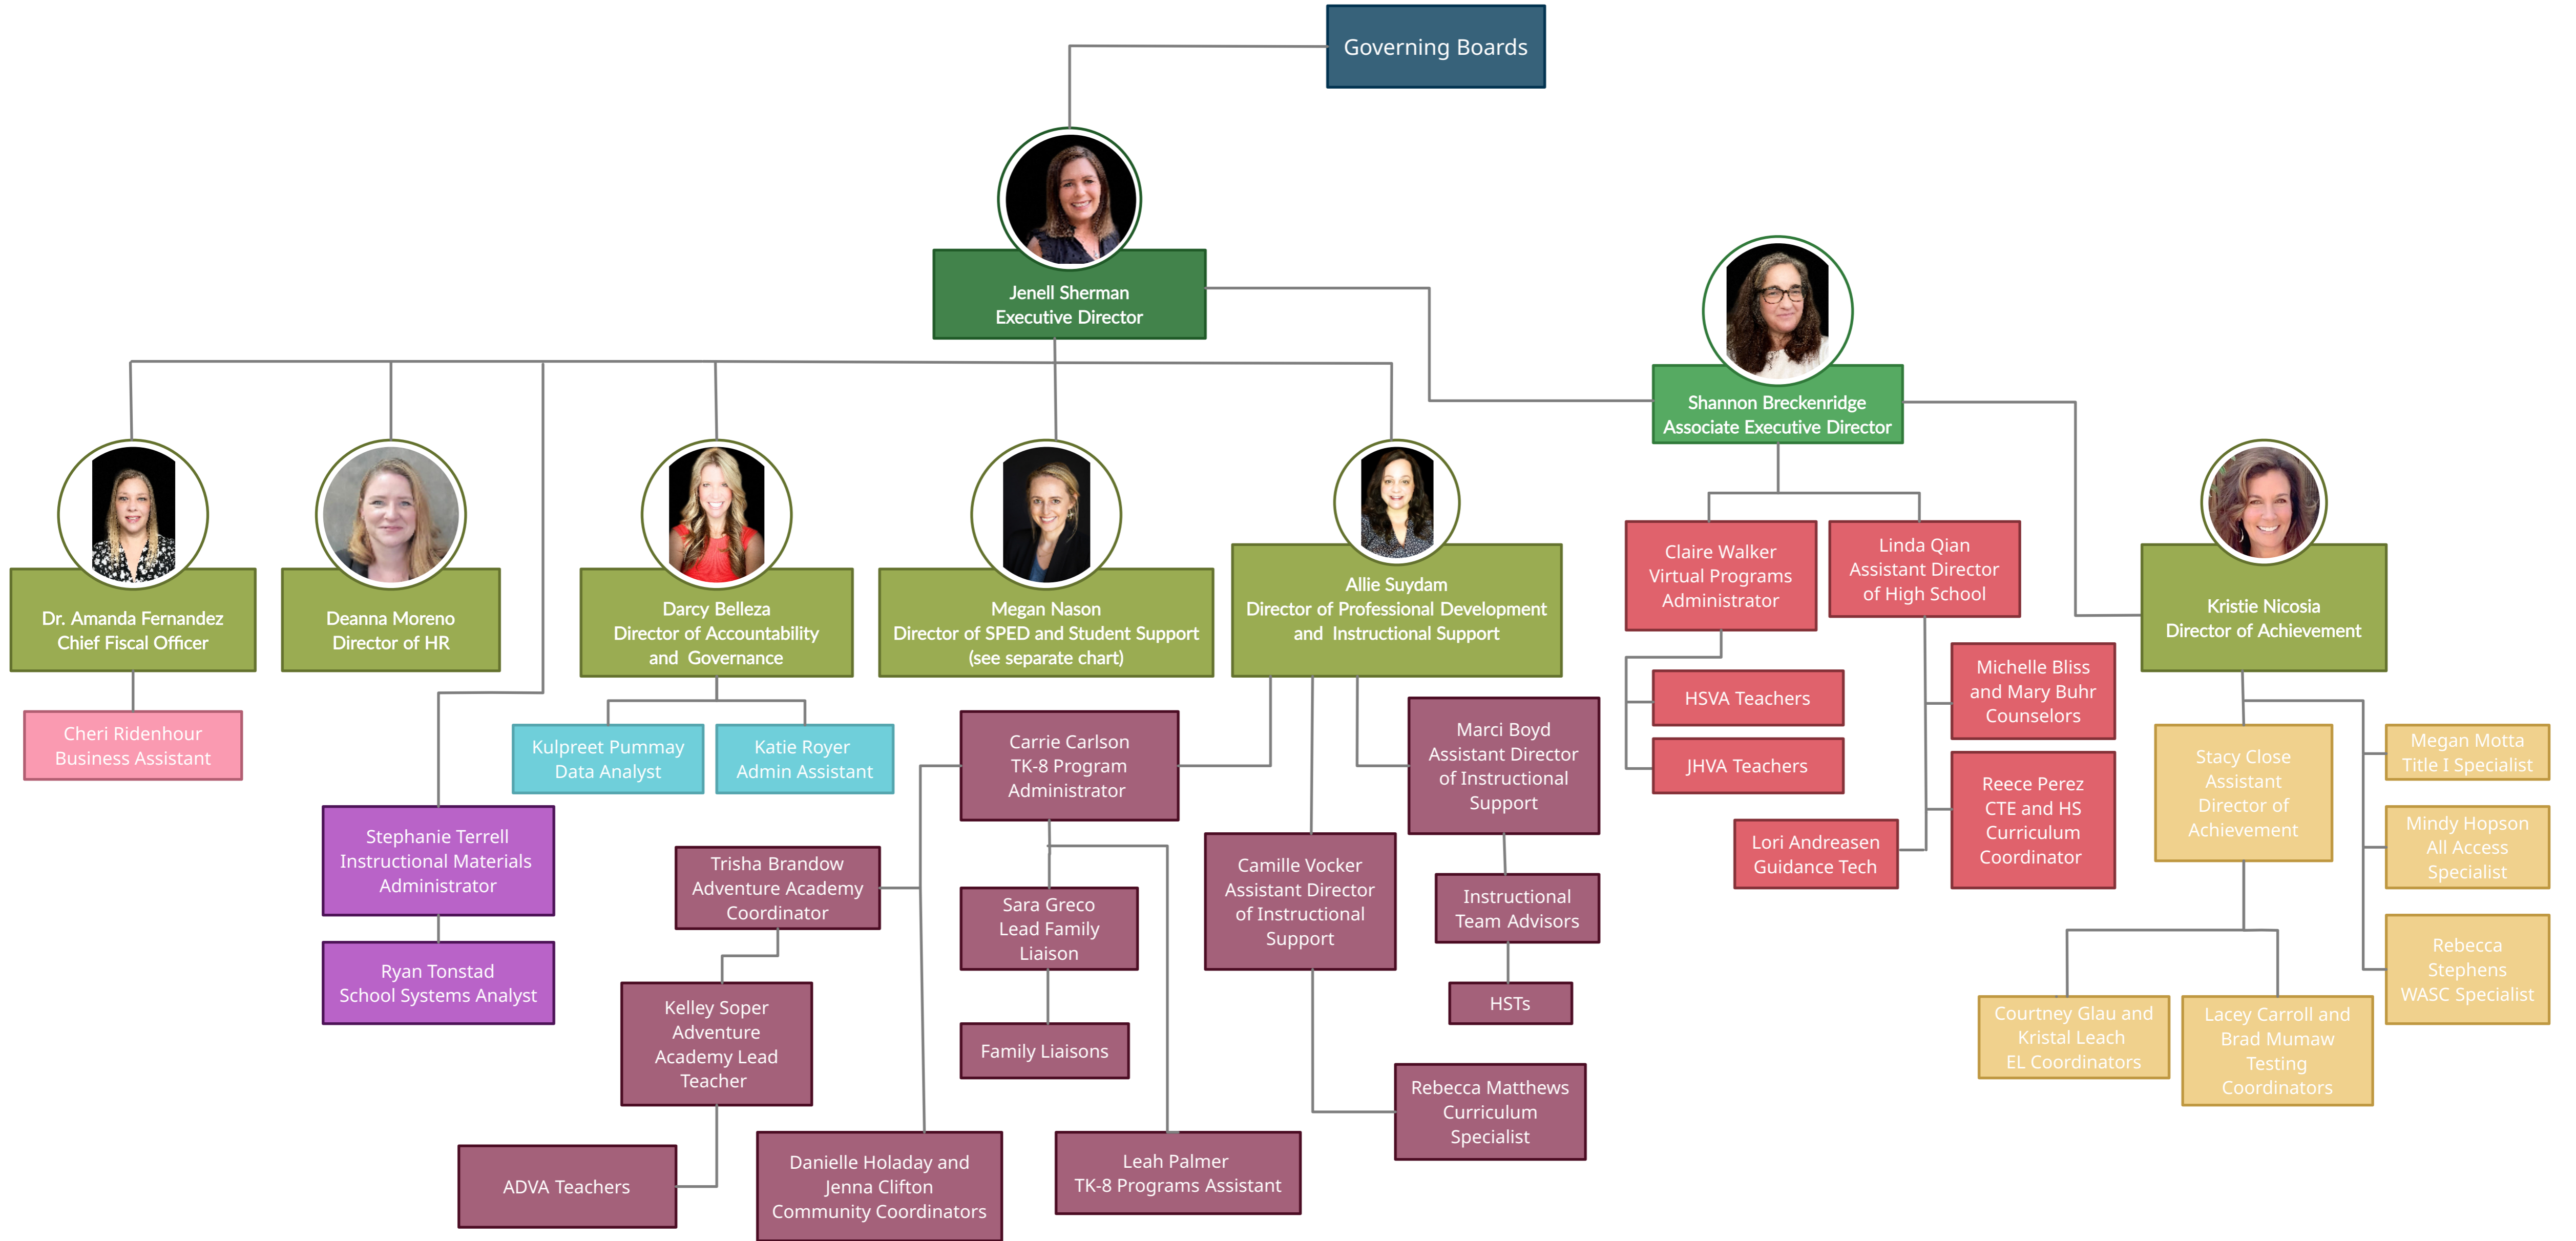 Governing Boards
Jenell Sherman
Executive Director
Shannon Breckenridge
Associate Executive Director
Dr. Amanda Fernandez
Chief Fiscal Officer
Deanna Moreno
Director of HR
Darcy Belleza
Director of Accountability
and Governance
Megan Nason
Director of SPED and Student Support
(see separate chart)
Allie Suydam
Director of Professional Development
and Instructional Support
Claire Walker
Virtual Programs
Administrator
Linda Qian
Assistant Director
of High School
Kristie Nicosia
Director of Achievement
Cheri Ridenhour
Business Assistant
Kulpreet Pummay
Data Analyst
Katie Royer
Admin Assistant
Carrie Carlson
TK-8 Program
Administrator
Marci Boyd
Assistant Director
of Instructional
Support
HSVA Teachers
JHVA Teachers
Michelle Bliss
and Mary Buhr
Counselors
Reece Perez
CTE and HS
Curriculum
Coordinator
Lori Andreasen
Guidance Tech
Stacy Close
Assistant
Director of
Achievement
Megan Motta
Title I Specialist
Mindy Hopson
All Access
Specialist
Rebecca
Stephens
WASC Specialist
Stephanie Terrell
Instructional Materials
Administrator
Ryan Tonstad
School Systems Analyst
Trisha Brandow
Adventure Academy
Coordinator
Sara Greco
Lead Family
Liaison
Camille Vocker
Assistant Director
of Instructional
Support
Instructional
Team Advisors
HSTs
Kelley Soper
Adventure
Academy Lead
Teacher
Family Liaisons
Courtney Glau and
Kristal Leach
EL Coordinators
Lacey Carroll and
Brad Mumaw
Testing
Coordinators
Rebecca Matthews
Curriculum
Specialist
ADVA Teachers
Danielle Holaday and
Jenna Clifton
Community Coordinators
Leah Palmer
TK-8 Programs Assistant